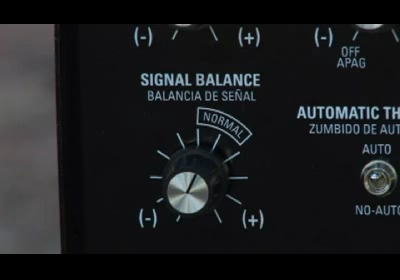 (-) (+) (-)
OFF
APAG
SIGNAL BALANCE
BALANCIA DE SEÑAL
NORMAL
(-) (+)
AUTOMATIC TH
ZUMBIDO DE AUT
AUTO
NO-AUTO